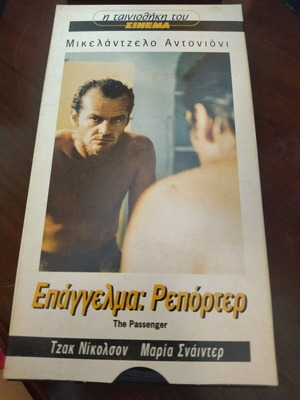 η ταινιοθήκη του
ΣΙΝΕΜΑ
Μικελάντζελο Αντονιόνι
Επάγγελμα: Ρεπόρτερ
The Passenger
Τζακ Νίκολσον Μαρία Σνάιντερ